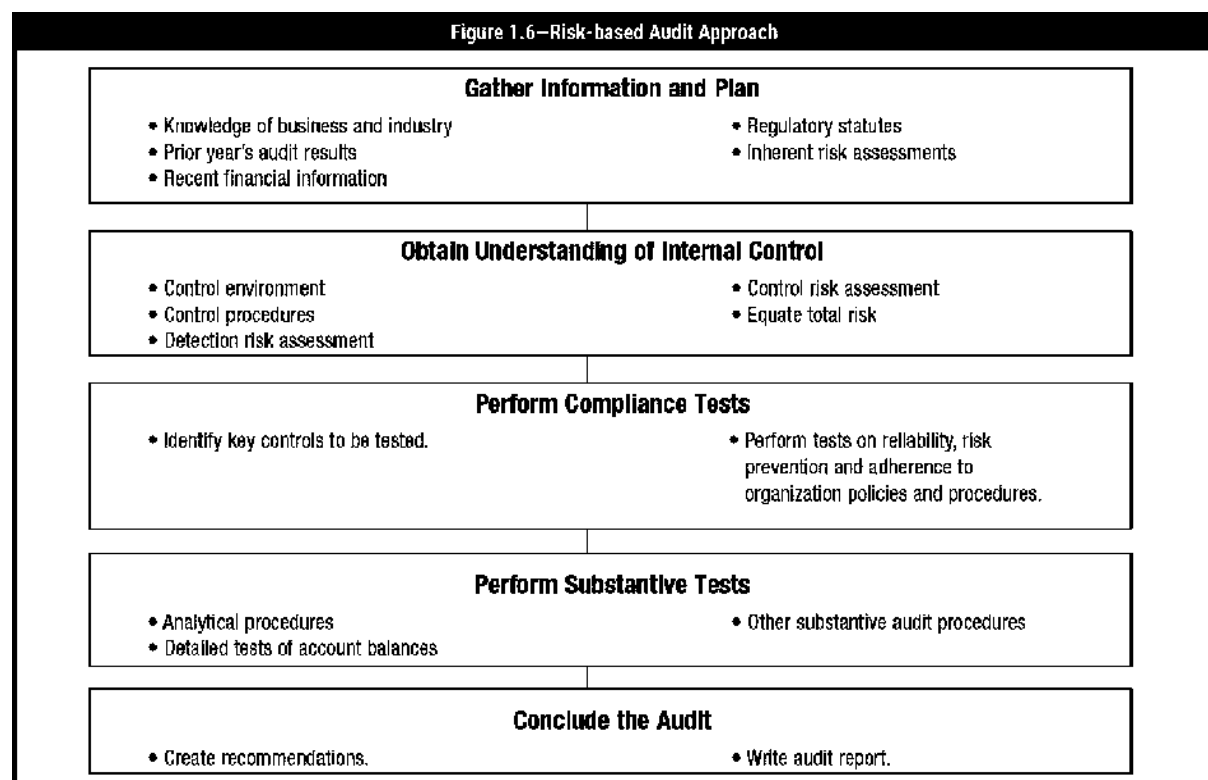 Figure 1.6—Risk-based Audit Approach
Gather Information and Plan
• Knowledge of business and industry
• Prior year's audit results
• Recent financial information
• Regulatory statutes
• Inherent risk assessments
Obtain Understanding of Internal Control
• Control environment
• Control procedures
• Detection risk assessment
• Control risk assessment
• Equate total risk
Perform Compliance Tests
• Identify key controls to be tested.
• Perform tests on reliability, risk
prevention and adherence to
organization policies and procedures.
Perform Substantive Tests
• Analytical procedures
• Detailed tests of account balances
• Other substantive audit procedures
Conclude the Audit
• Create recommendations.
• Write audit report.